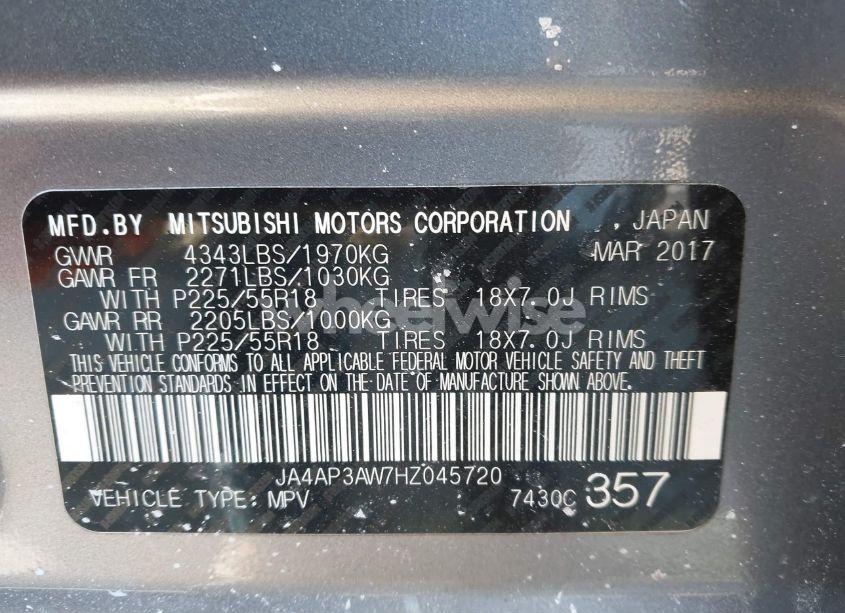 MFD.BY MITSUBISHI MOTORS CORPORATION , JAPAN
GVWR 4343LBS/1970KG MAR 2017
GAWR FR 2271LBS/1030KG
WITH P225/55R18 TIRES 18X7.0J RIMS
GAWR RR 2205LBS/1000KG
WITH P225/55R18 TIRES 18X7.0J RIMS
THIS VEHICLE CONFORMS TO ALL APPLICABLE FEDERAL MOTOR VEHICLE SAFETY AND THEFT
PREVENTION STANDARDS IN EFFECT ON THE DATE OF MANUFACTURE SHOWN ABOVE.
JA4AP3AW7HZ045720
VEHICLE TYPE: MPV 7430C 357
wheelwise